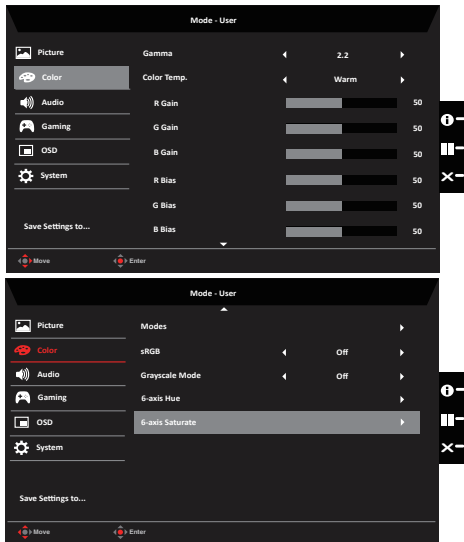 Mode - User
Picture
Gamma 2.2
Color
Color Temp. Warm
Audio
R Gain 50
Gaming
G Gain 50
OSD
B Gain 50
System
R Bias 50
G Bias 50
Save Settings to...
B Bias 50
Move Enter
Mode - User
Picture
Modes
Color
sRGB Off
Audio
Grayscale Mode Off
Gaming
6-axis Hue
OSD
6-axis Saturate
System
Save Settings to...
Move Enter